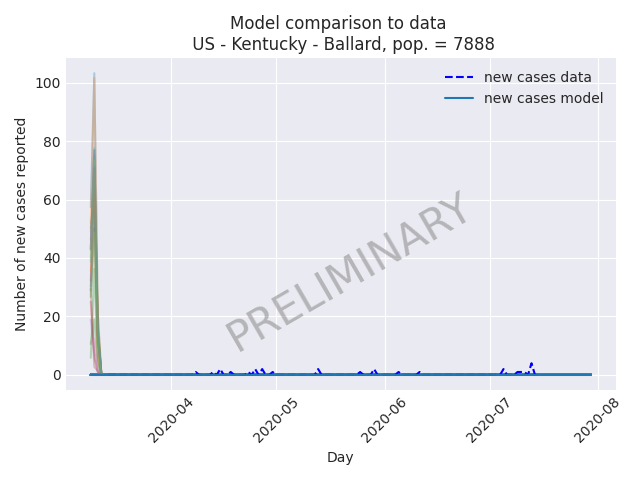 Model comparison to data
US - Kentucky - Ballard, pop. = 7888
new cases data
new cases model
Number of new cases reported
100
80
60
40
20
0
PRELIMINARY
2020-04
2020-05
2020-06
2020-07
2020-08
Day